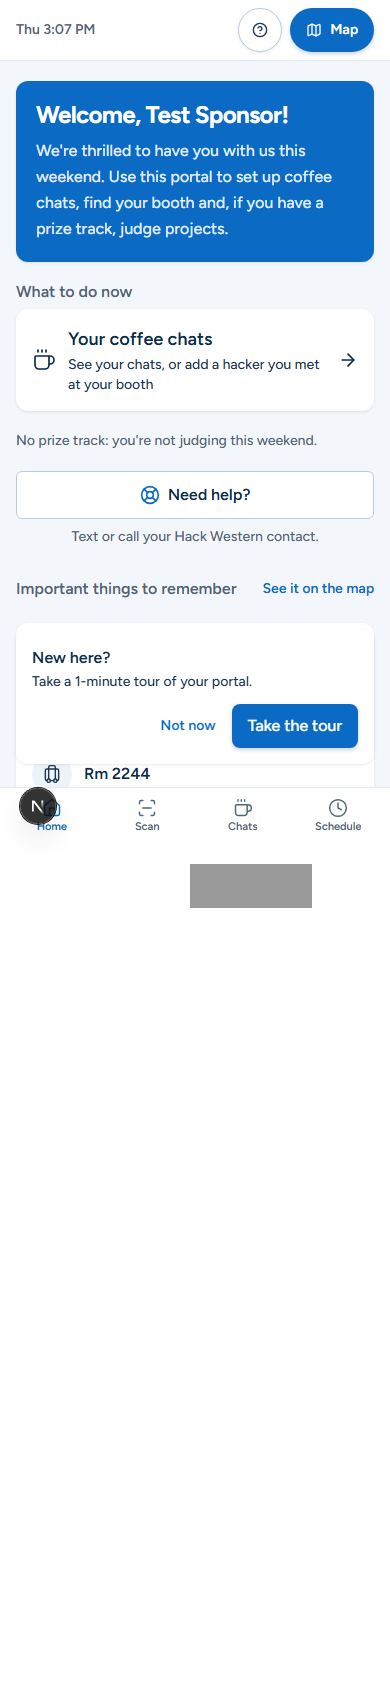 Thu 3:07 PM
Map
Welcome, Test Sponsor!
We're thrilled to have you with us this
weekend. Use this portal to set up coffee
chats, find your booth and, if you have a
prize track, judge projects.
What to do now
Your coffee chats
See your chats, or add a hacker you met
at your booth
No prize track: you're not judging this weekend.
Need help?
Text or call your Hack Western contact.
Important things to remember
See it on the map
New here?
Take a 1-minute tour of your portal.
Not now
Take the tour
Rm 2244
N
Home
Scan
Chats
Schedule